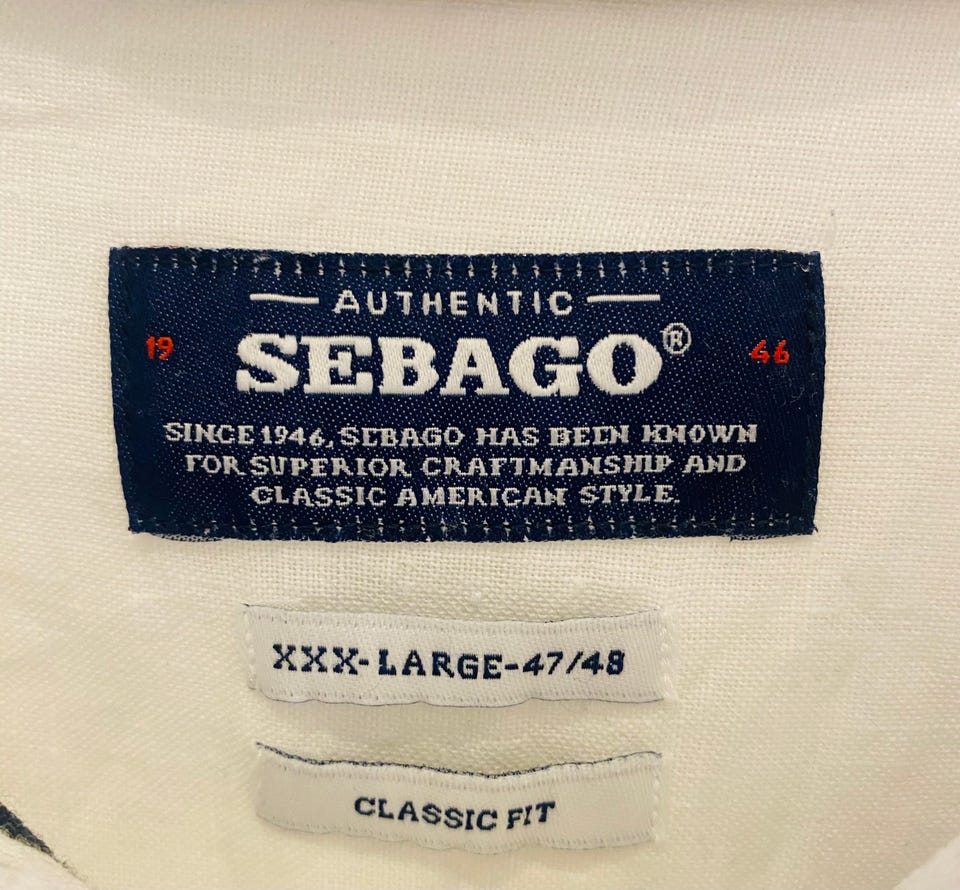 AUTHENTIC
19 SEBAGO® 46
SINCE 1946, SEBAGO HAS BEEN KNOWN
FOR SUPERIOR CRAFTMANSHIP AND
CLASSIC AMERICAN STYLE.
XXX-LARGE-47/48
CLASSIC FIT